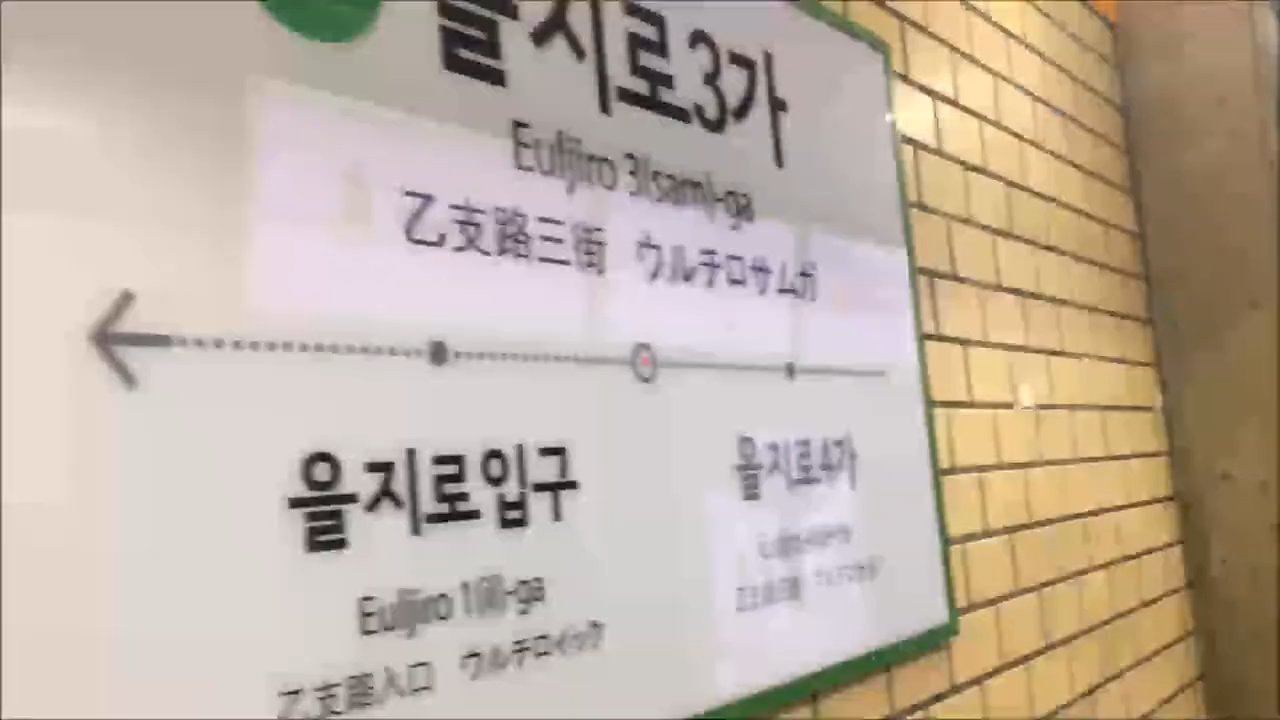 을지로3가
Euljiro 3(sam)-ga
乙支路三街 ウルチロサムガ
을지로입구
Euljiro 1(il)-ga
乙支路入口 ウルチロイック
을지로4가